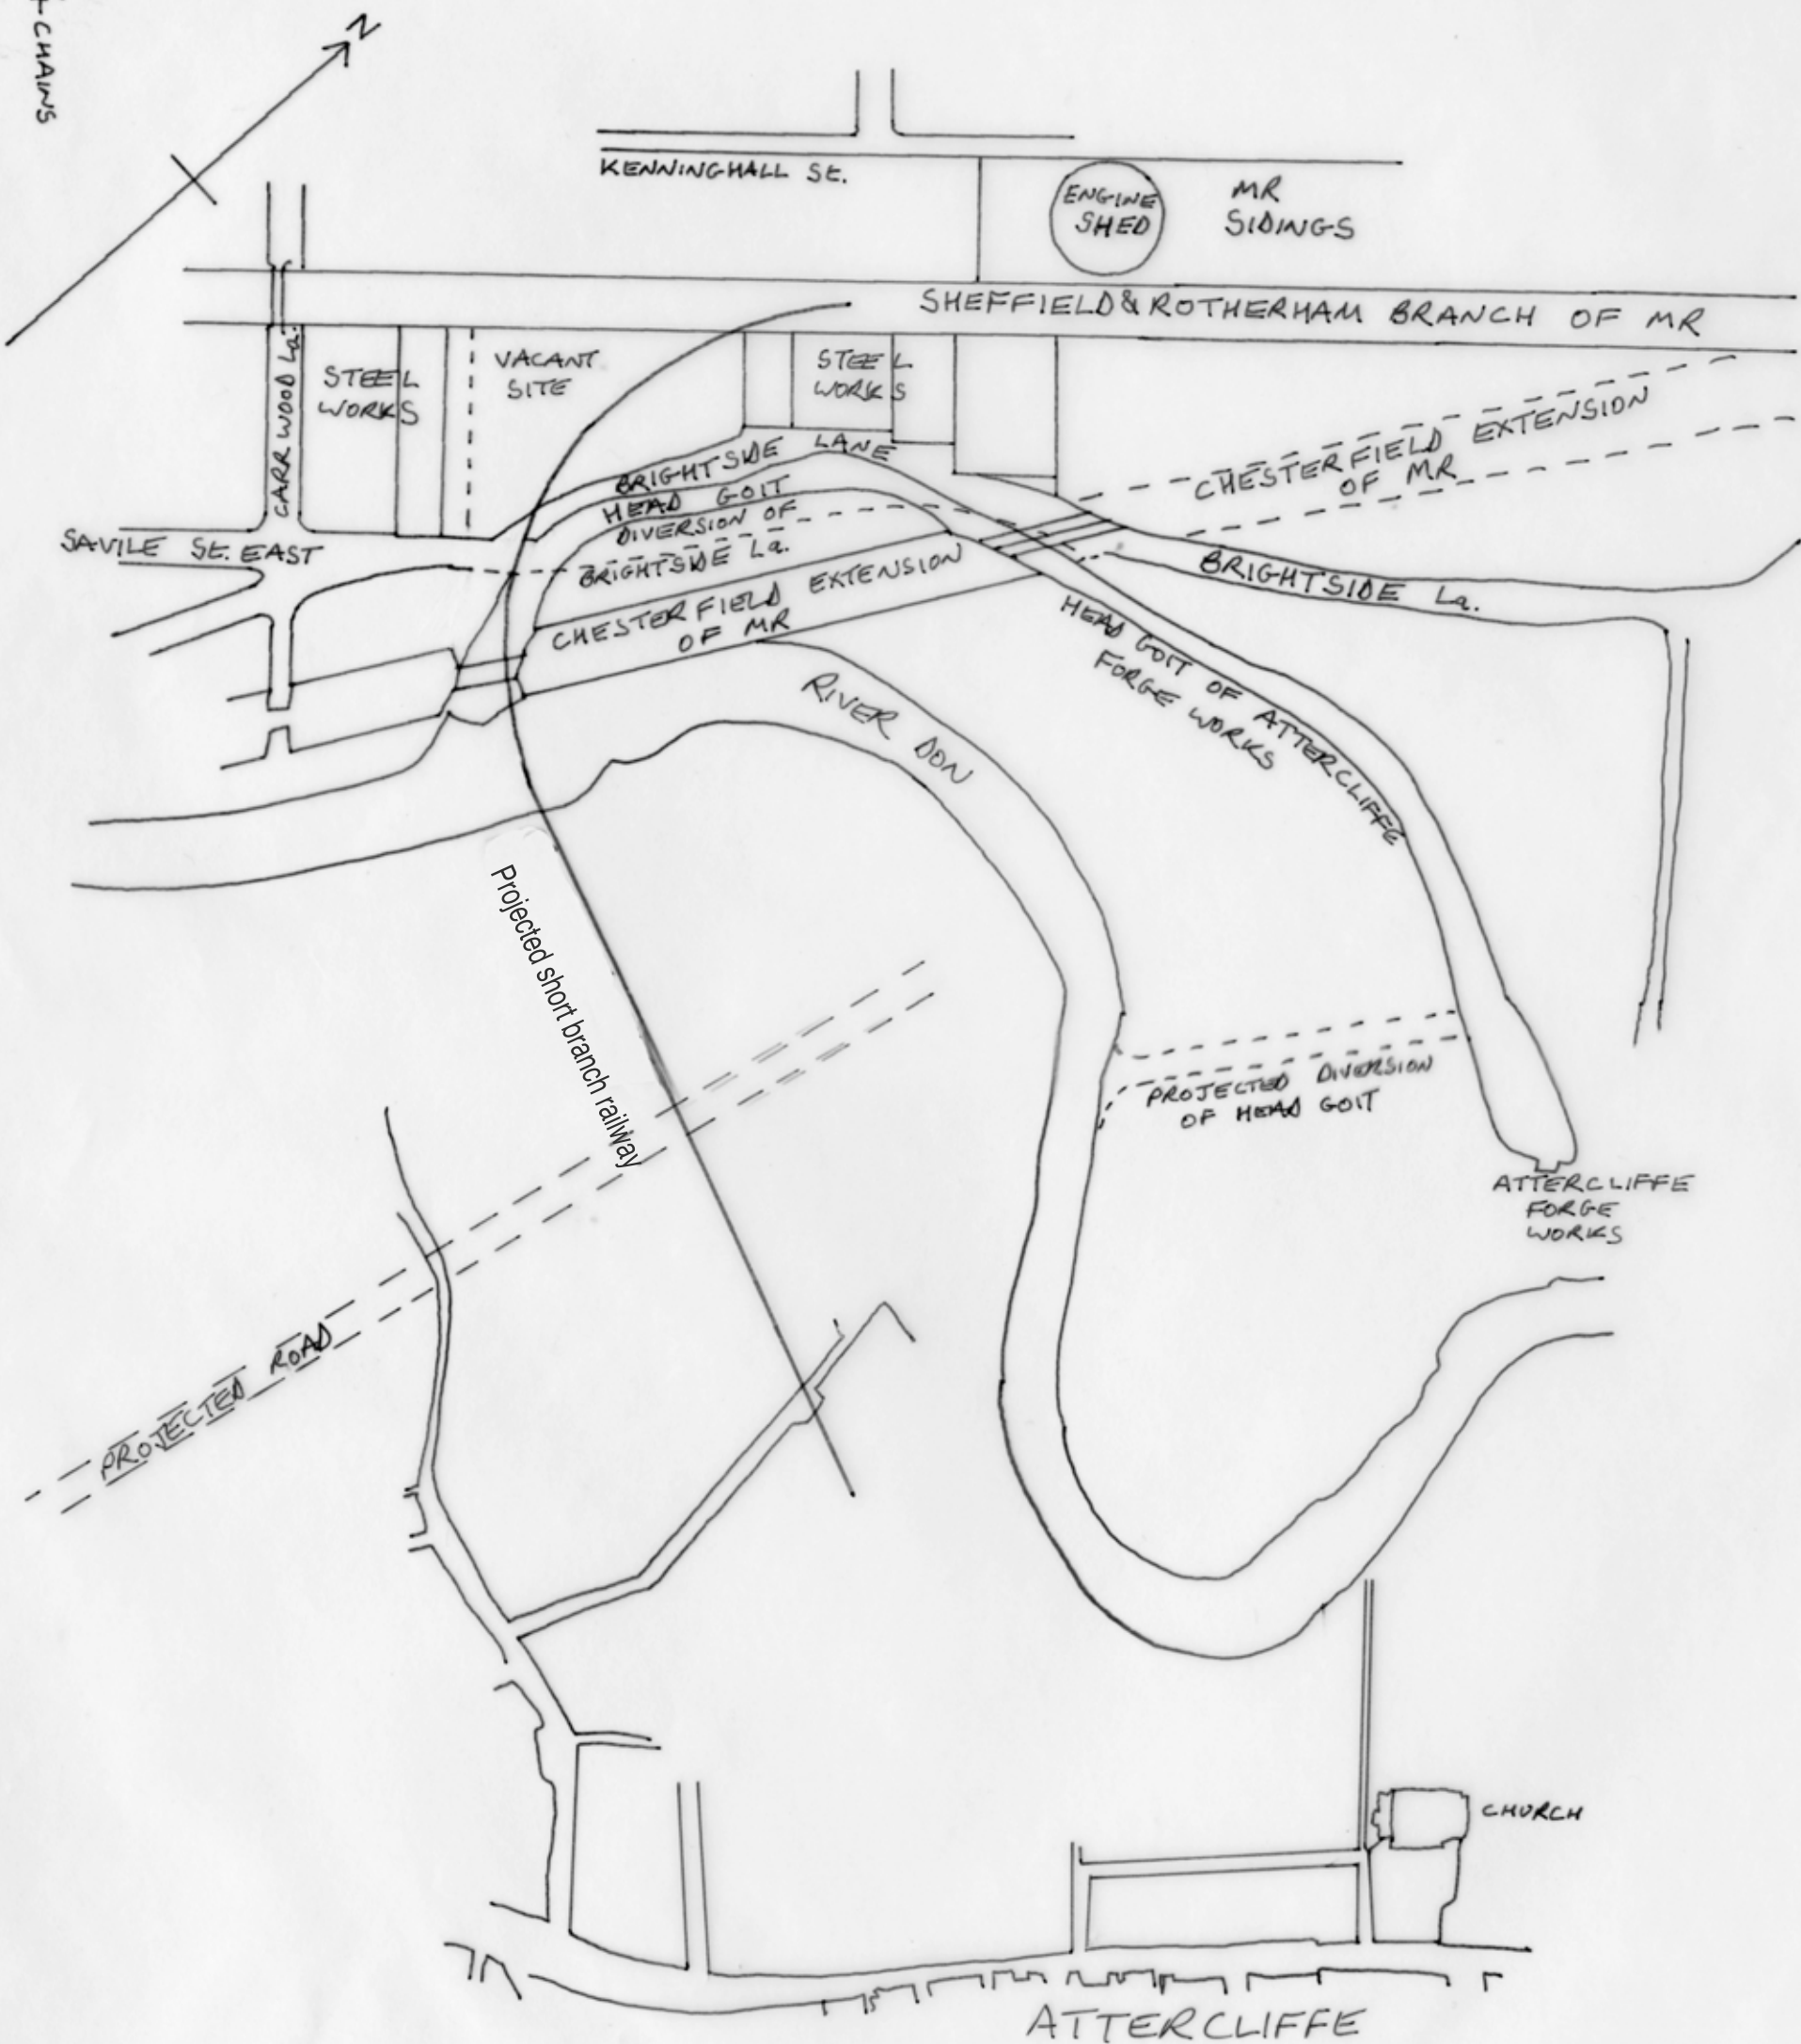 CHAINS
N
KENNINGHALL St.
ENGINE
SHED
MR
SIDINGS
SHEFFIELD & ROTHERHAM BRANCH OF MR
CARRWOOD La.
STEEL
WORKS
VACANT
SITE
STEEL
WORKS
CHESTERFIELD EXTENSION
OF MR
BRIGHTSIDE LANE
HEAD GOIT
DIVERSION OF
BRIGHTSIDE La.
SAVILE St. EAST
CHESTERFIELD EXTENSION
OF MR
BRIGHTSIDE La.
HEAD GOIT OF ATTERCLIFFE
FORGE WORKS
RIVER DON
Projected short branch railway
PROJECTED DIVERSION
OF HEAD GOIT
ATTERCLIFFE
FORGE
WORKS
PROJECTED ROAD
CHURCH
ATTERCLIFFE